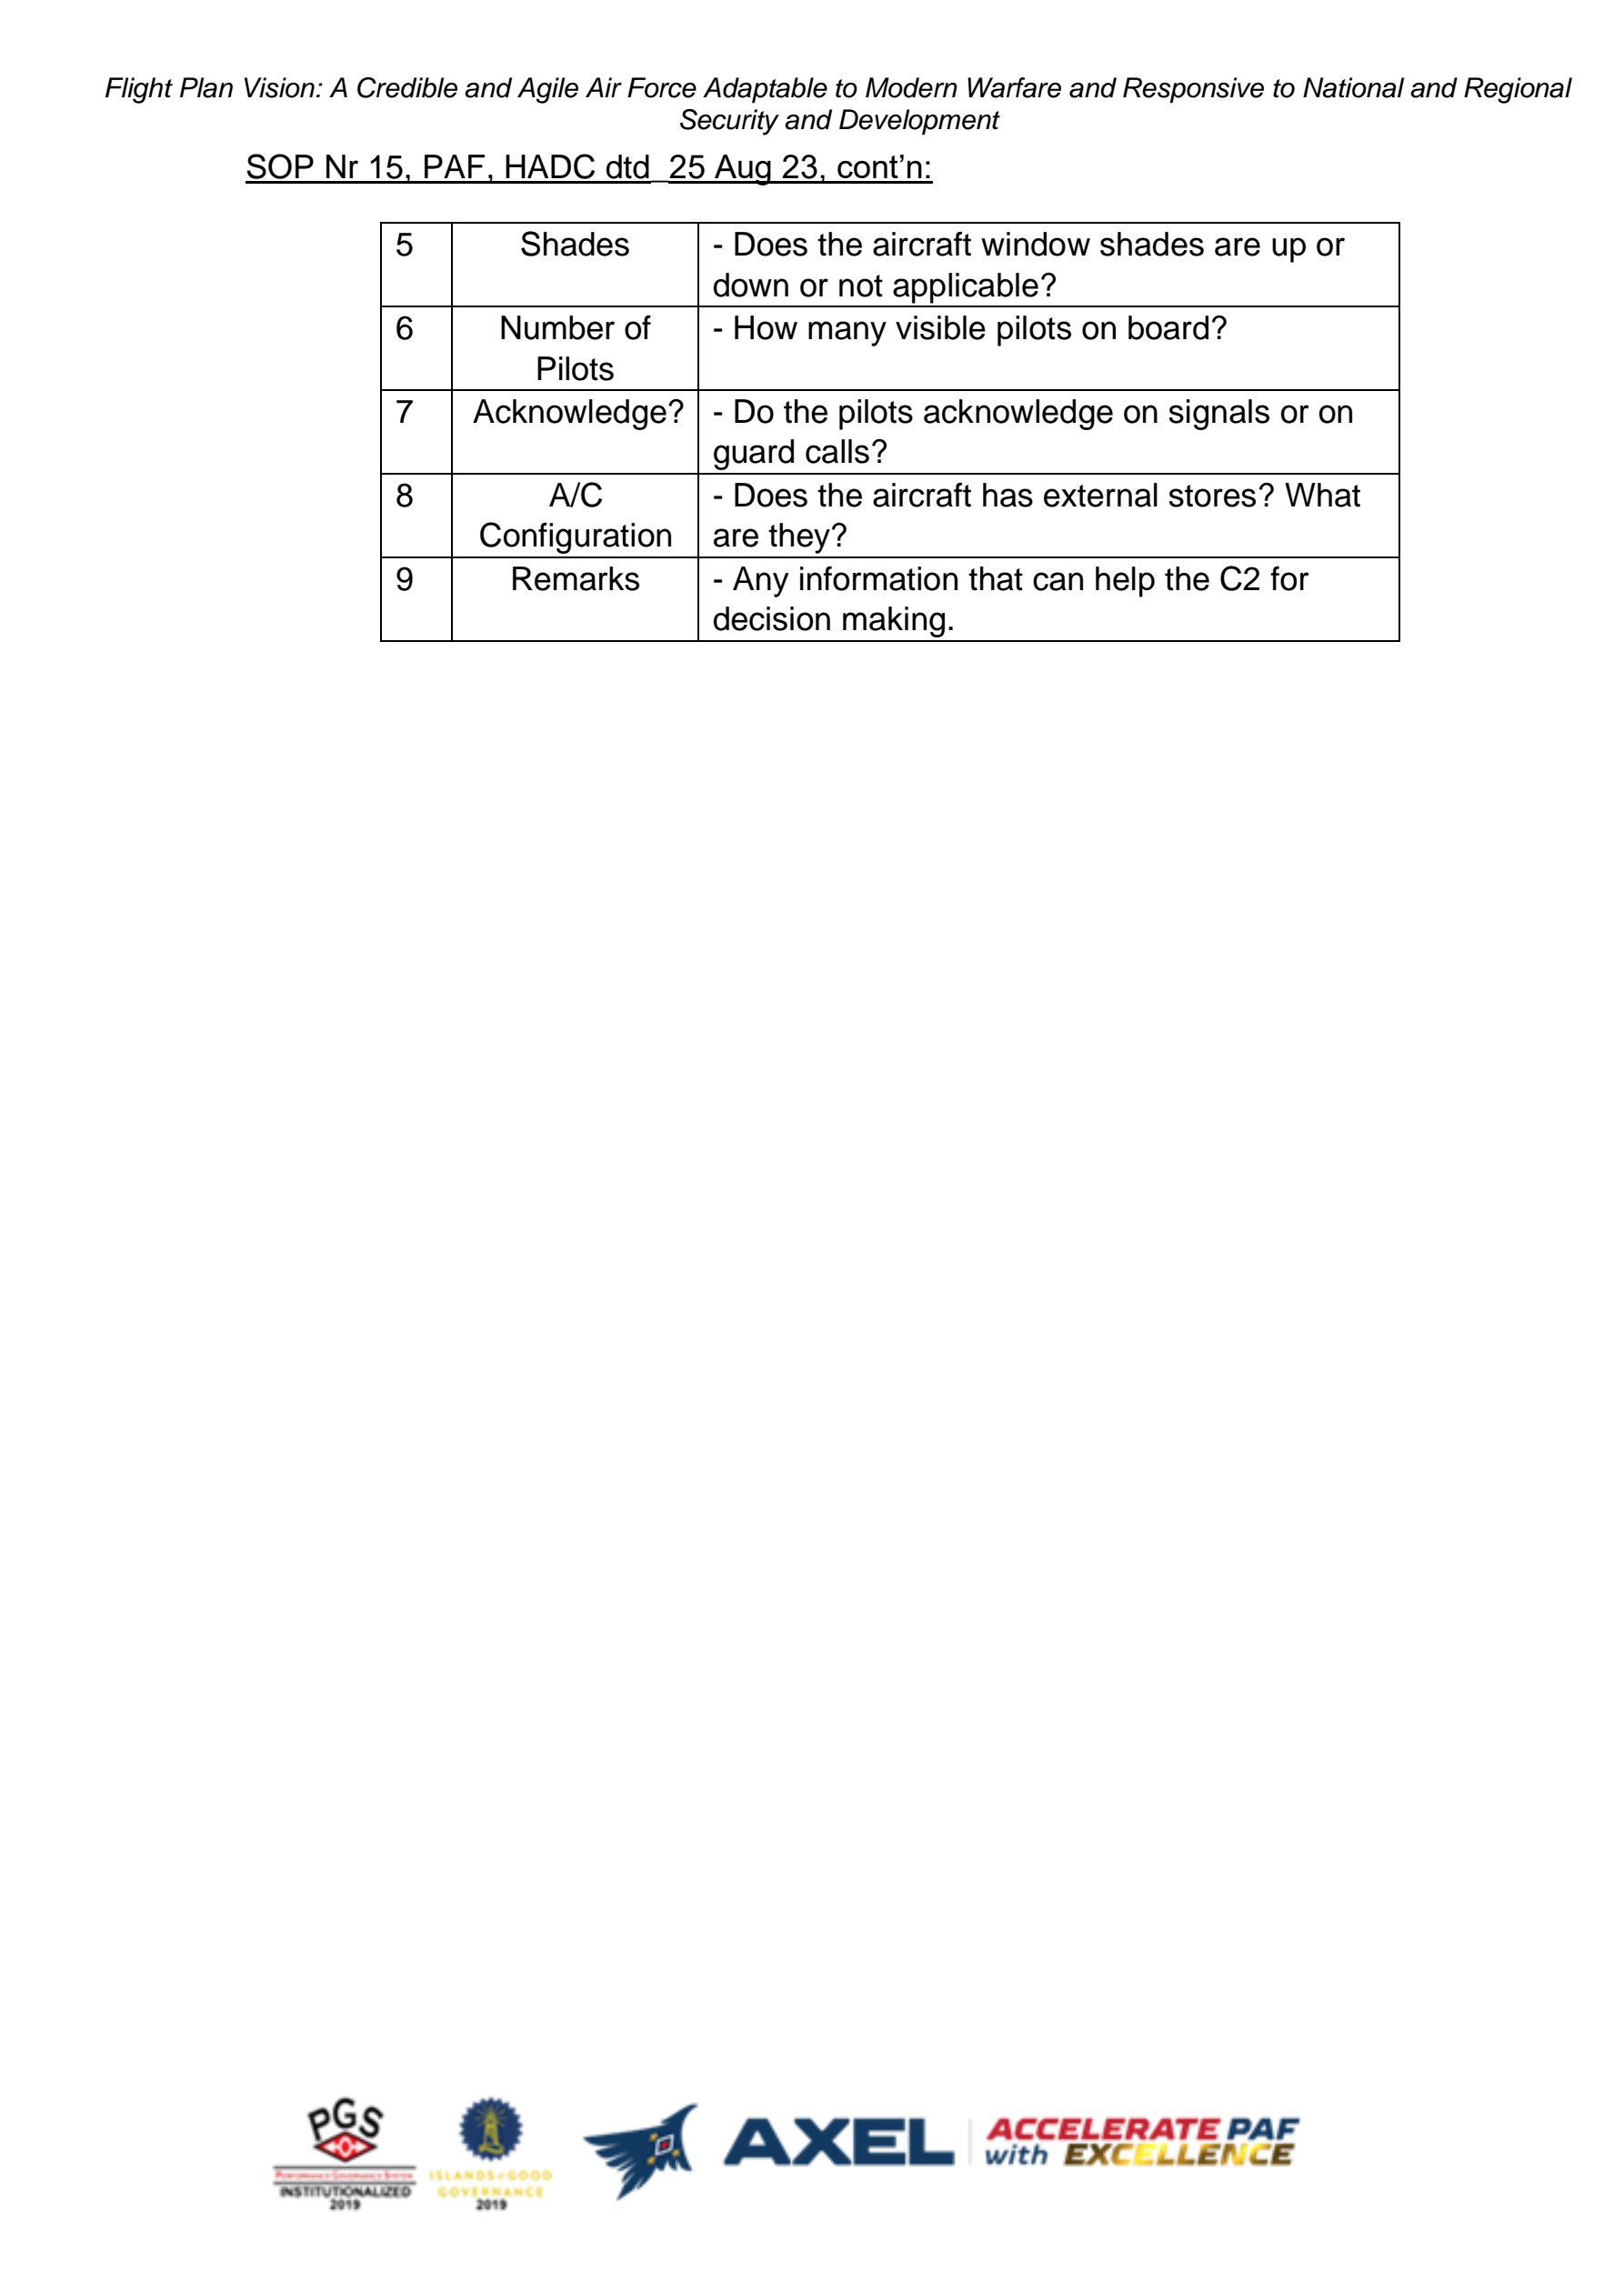 Flight Plan Vision: A Credible and Agile Air Force Adaptable to Modern Warfare and Responsive to National and Regional
Security and Development
SOP Nr 15, PAF, HADC dtd_25 Aug 23, cont’n:
5 Shades - Does the aircraft window shades are up or
down or not applicable?
6 Number of - How many visible pilots on board?
Pilots
7 Acknowledge? - Do the pilots acknowledge on signals or on
guard calls?
8 A/C - Does the aircraft has external stores? What
Configuration are they?
9 Remarks - Any information that can help the C2 for
decision making.
PGS
PERFORMANCE GOVERNANCE SYSTEM
INSTITUTIONALIZED
2019
ISLANDS of GOOD
GOVERNANCE
2019
AXEL
ACCELERATE PAF
with EXCELLENCE